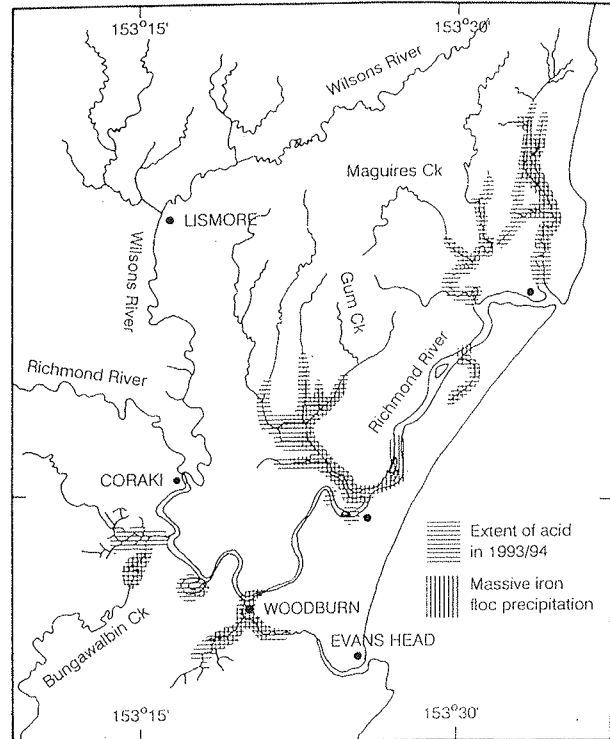 153°15'
153°30'
Wilsons River
Maguires Ck
LISMORE
Wilsons River
Gum Ck
Richmond River
Richmond River
CORAKI
Extent of acid
in 1993/94
Massive iron
floc precipitation
WOODBURN
EVANS HEAD
Bungawalbin Ck
153°15'
153°30'